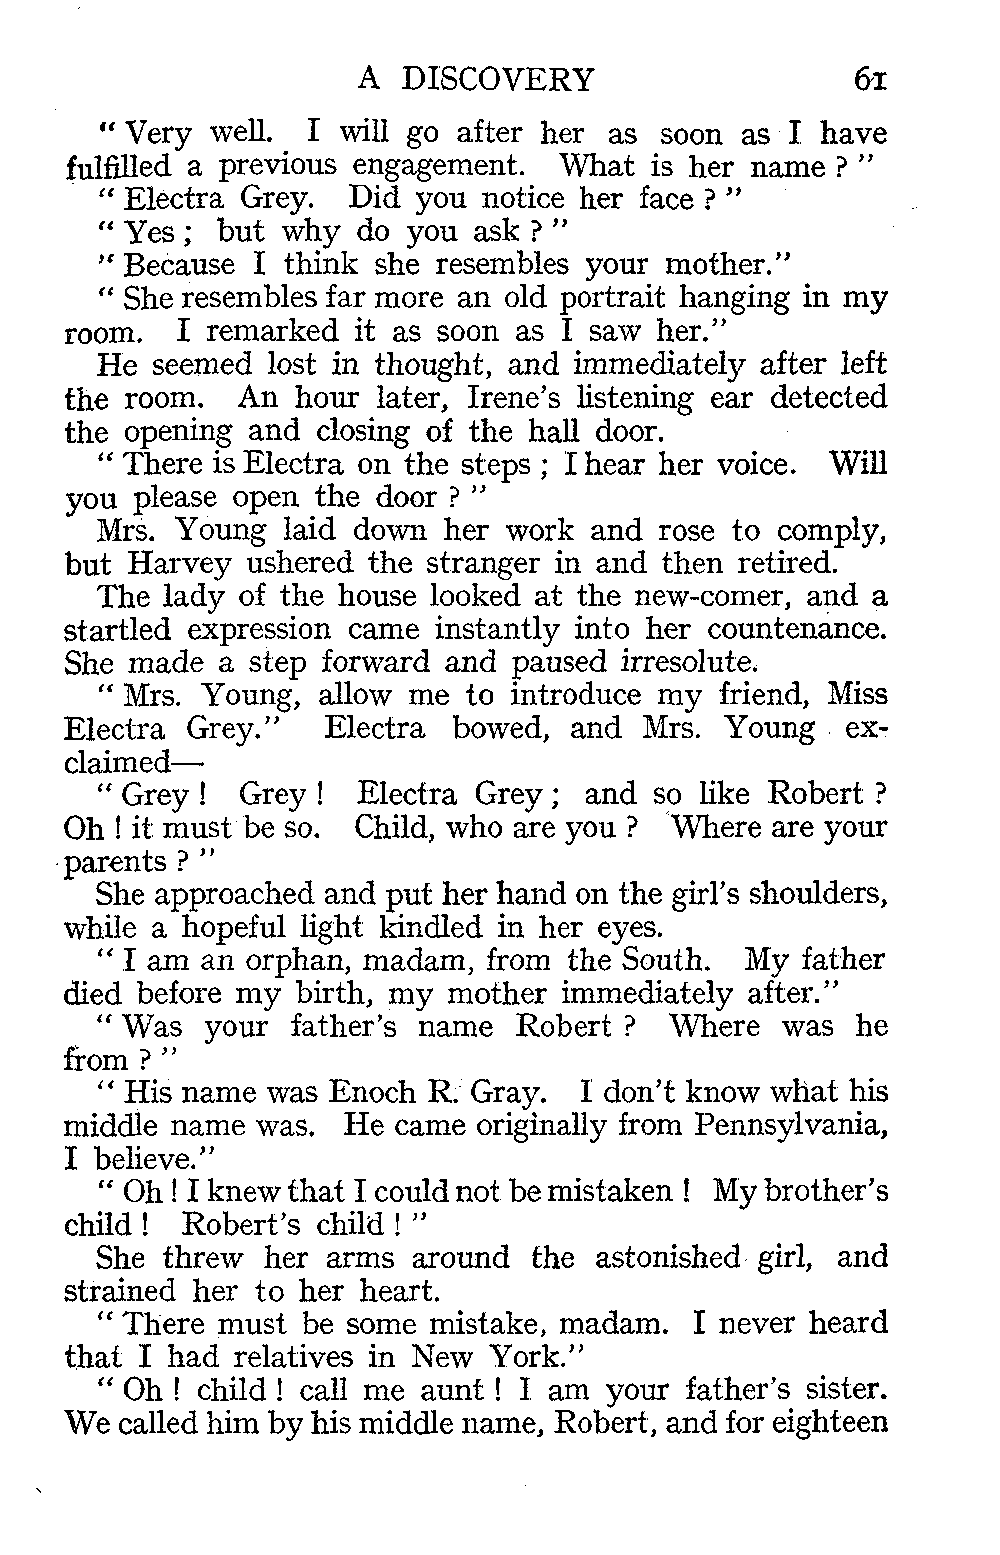 A DISCOVERY 61
“ Very well. I will go after her as soon as I have
fulfilled a previous engagement. What is her name ? ”
“ Electra Grey. Did you notice her face ? ”
“ Yes ; but why do you ask ? ”
“ Because I think she resembles your mother.”
“ She resembles far more an old portrait hanging in my
room. I remarked it as soon as I saw her.”
He seemed lost in thought, and immediately after left
the room. An hour later, Irene’s listening ear detected
the opening and closing of the hall door.
“ There is Electra on the steps ; I hear her voice. Will
you please open the door ? ”
Mrs. Young laid down her work and rose to comply,
but Harvey ushered the stranger in and then retired.
The lady of the house looked at the new-comer, and a
startled expression came instantly into her countenance.
She made a step forward and paused irresolute.
“ Mrs. Young, allow me to introduce my friend, Miss
Electra Grey.” Electra bowed, and Mrs. Young ex-
claimed—
“ Grey ! Grey ! Electra Grey ; and so like Robert ?
Oh ! it must be so. Child, who are you ? Where are your
parents ? ”
She approached and put her hand on the girl’s shoulders,
while a hopeful light kindled in her eyes.
“ I am an orphan, madam, from the South. My father
died before my birth, my mother immediately after.”
“ Was your father’s name Robert ? Where was he
from ? ”
“ His name was Enoch R. Gray. I don’t know what his
middle name was. He came originally from Pennsylvania,
I believe.”
“ Oh ! I knew that I could not be mistaken ! My brother’s
child ! Robert’s child ! ”
She threw her arms around the astonished girl, and
strained her to her heart.
“ There must be some mistake, madam. I never heard
that I had relatives in New York.”
“ Oh ! child ! call me aunt ! I am your father’s sister.
We called him by his middle name, Robert, and for eighteen